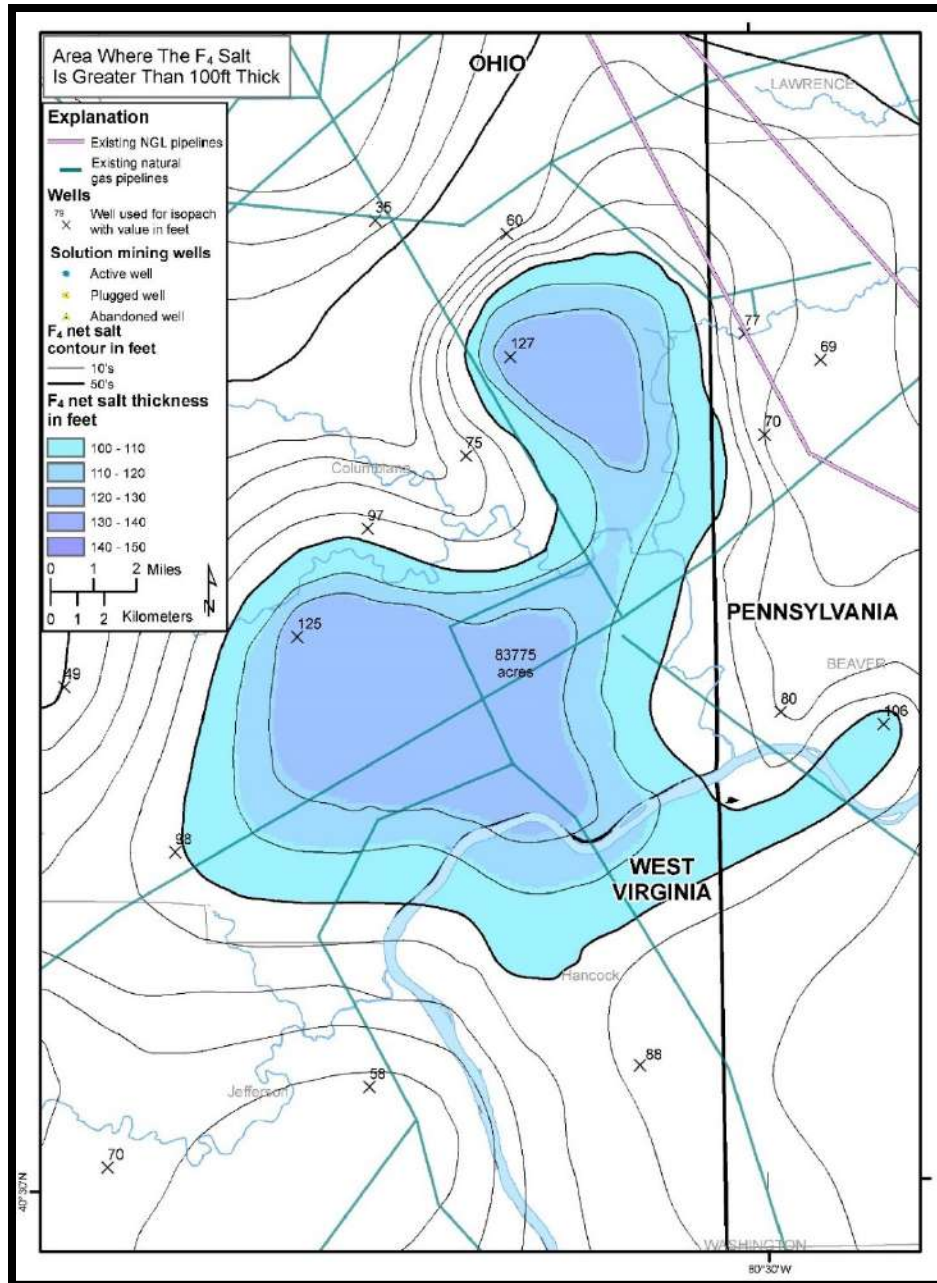 Area Where The F₄ Salt
Is Greater Than 100ft Thick
OHIO
LAWRENCE
Explanation
Existing NGL pipelines
Existing natural
gas pipelines
Wells
79
Well used for isopach
with value in feet
Solution mining wells
Active well
Plugged well
Abandoned well
F₄ net salt
contour in feet
10's
50's
F₄ net salt thickness
in feet
100 - 110
110 - 120
120 - 130
130 - 140
140 - 150
0 1 2 Miles
0 1 2 Kilometers
N
35
60
77
127
69
70
75
Columbiana
97
PENNSYLVANIA
125
83775
acres
BEAVER
49
80
106
98
WEST
VIRGINIA
Hancock
88
58
Jefferson
70
40°30'N
WASHINGTON
80°30'W